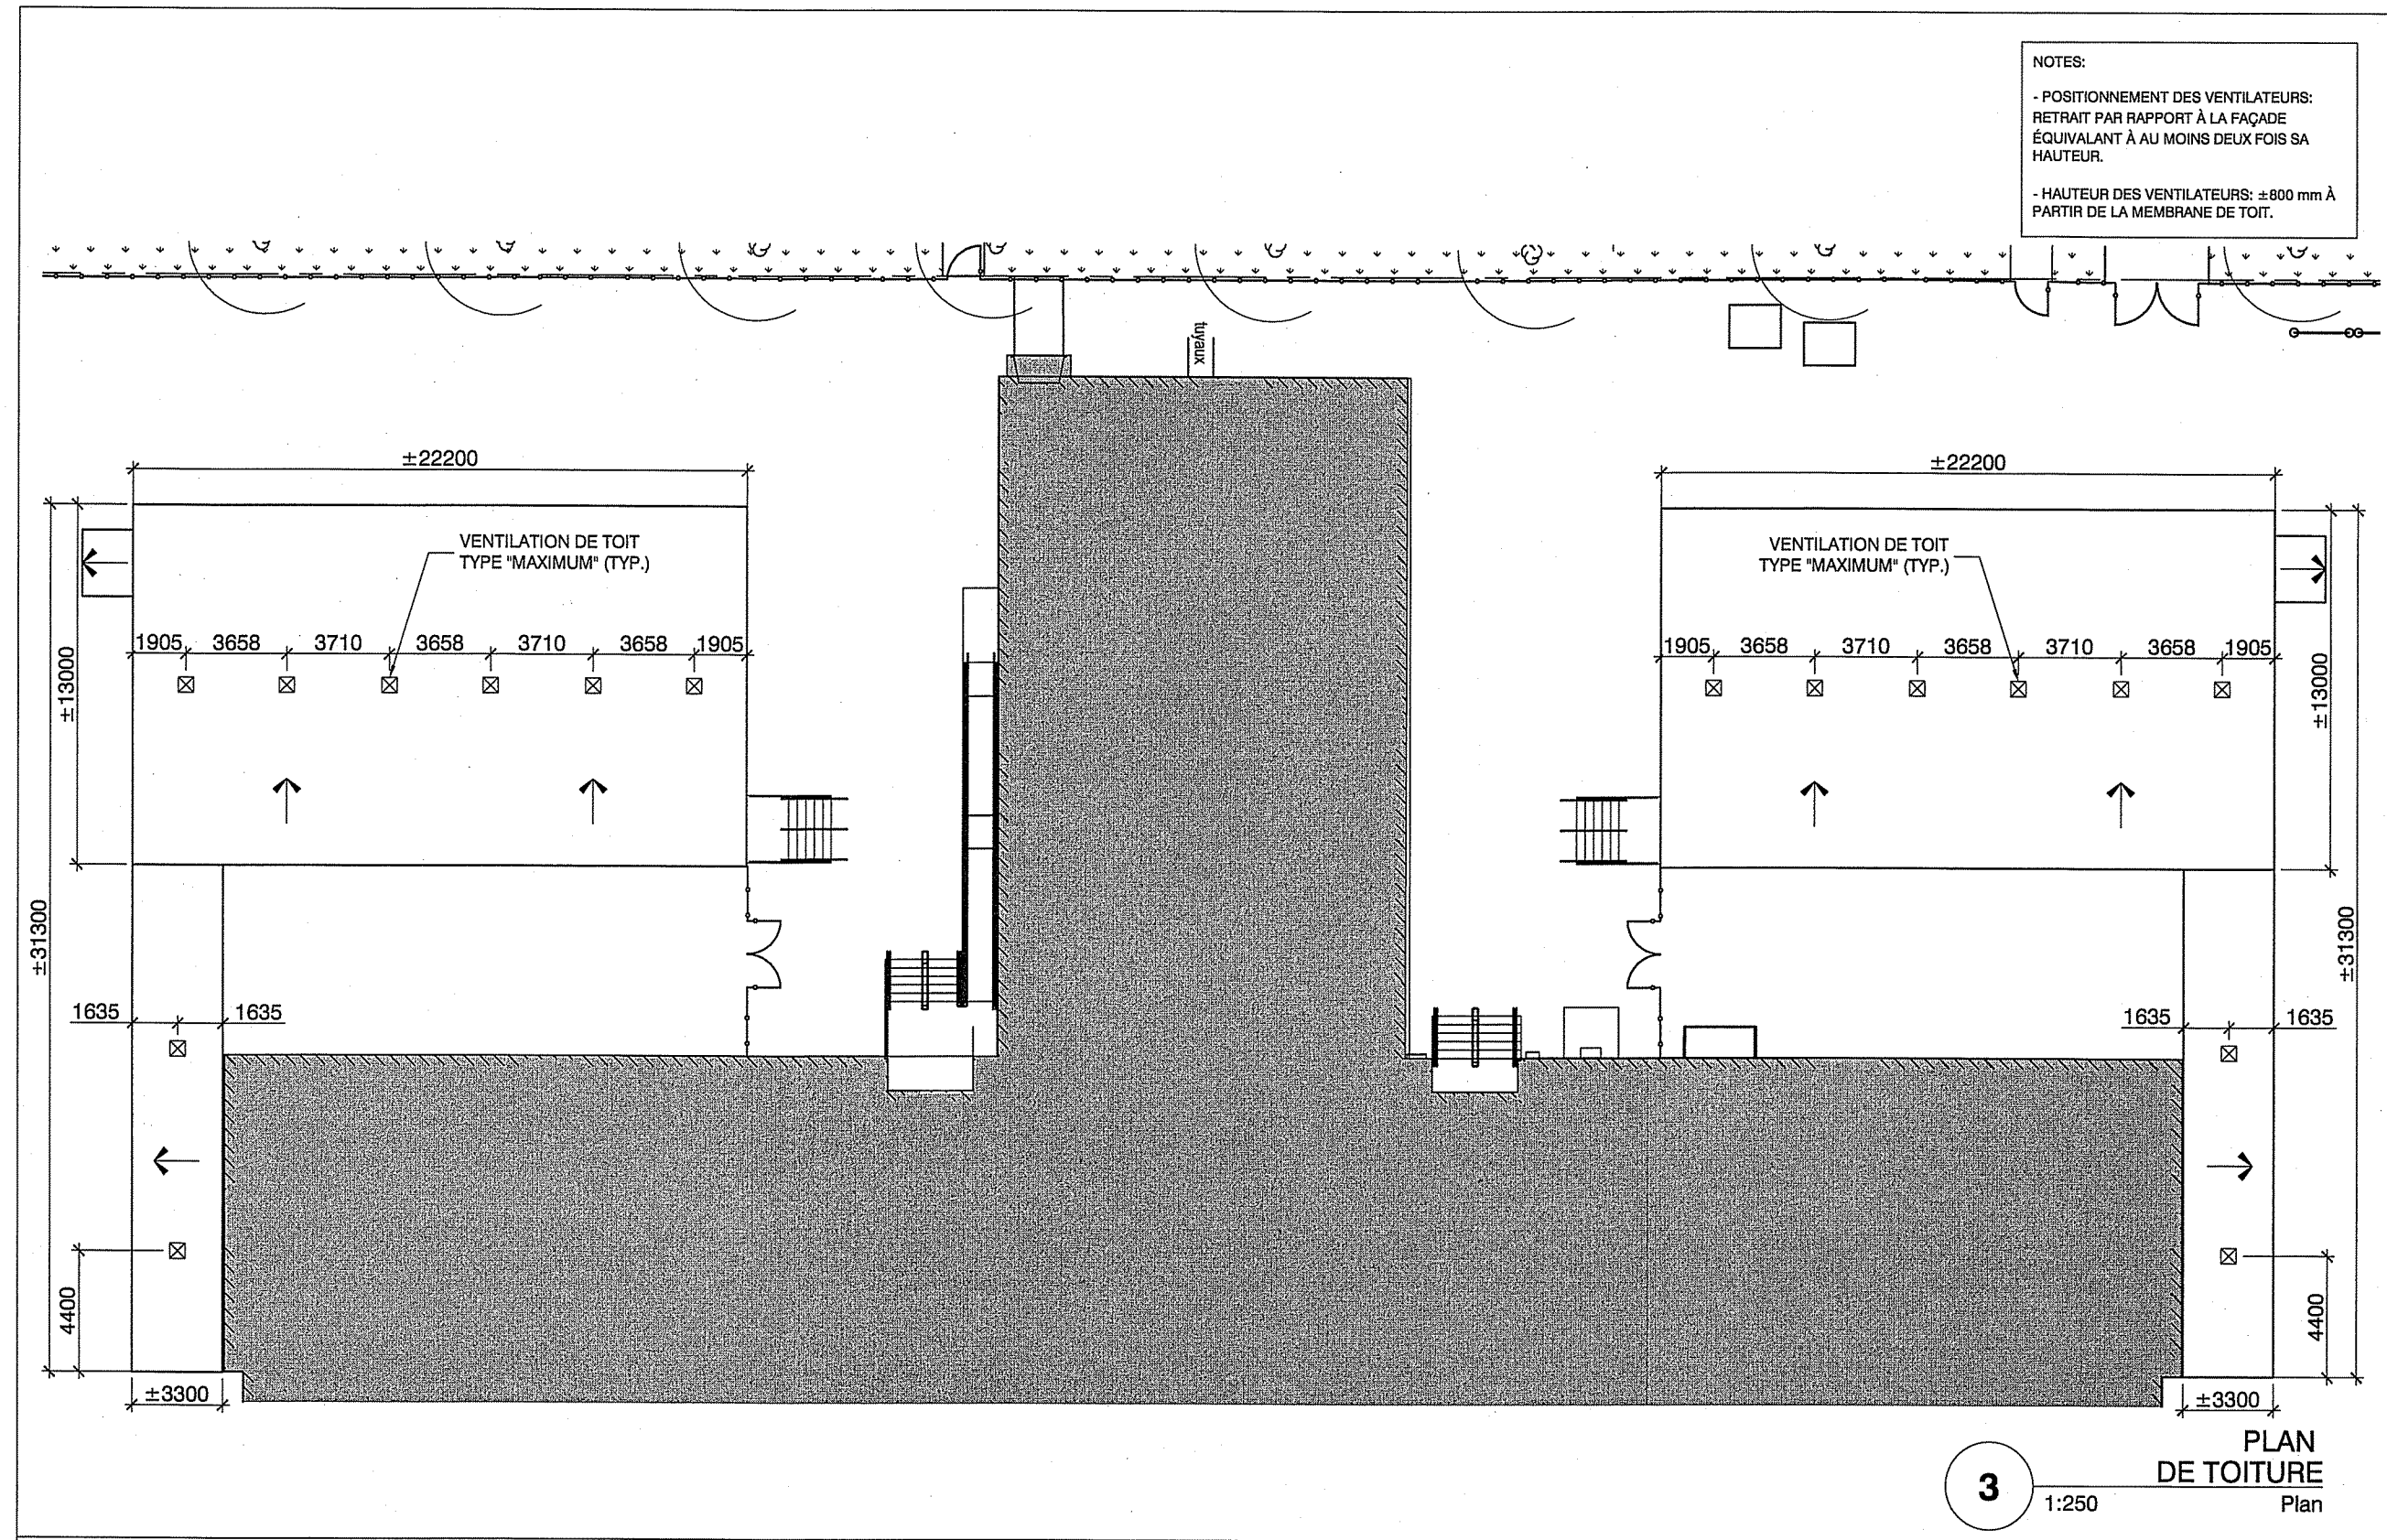 NOTES:
- POSITIONNEMENT DES VENTILATEURS:
RETRAIT PAR RAPPORT À LA FAÇADE
ÉQUIVALANT À AU MOINS DEUX FOIS SA
HAUTEUR.
- HAUTEUR DES VENTILATEURS: ±800 mm À
PARTIR DE LA MEMBRANE DE TOIT.
tuyaux
±22200
±22200
VENTILATION DE TOIT
TYPE "MAXIMUM" (TYP.)
VENTILATION DE TOIT
TYPE "MAXIMUM" (TYP.)
1905 3658 3710 3658 3710 3658 1905
1905 3658 3710 3658 3710 3658 1905
±13000
±13000
±31300
±31300
1635 1635
1635 1635
4400
4400
±3300
±3300
PLAN
DE TOITURE
3
1:250 Plan